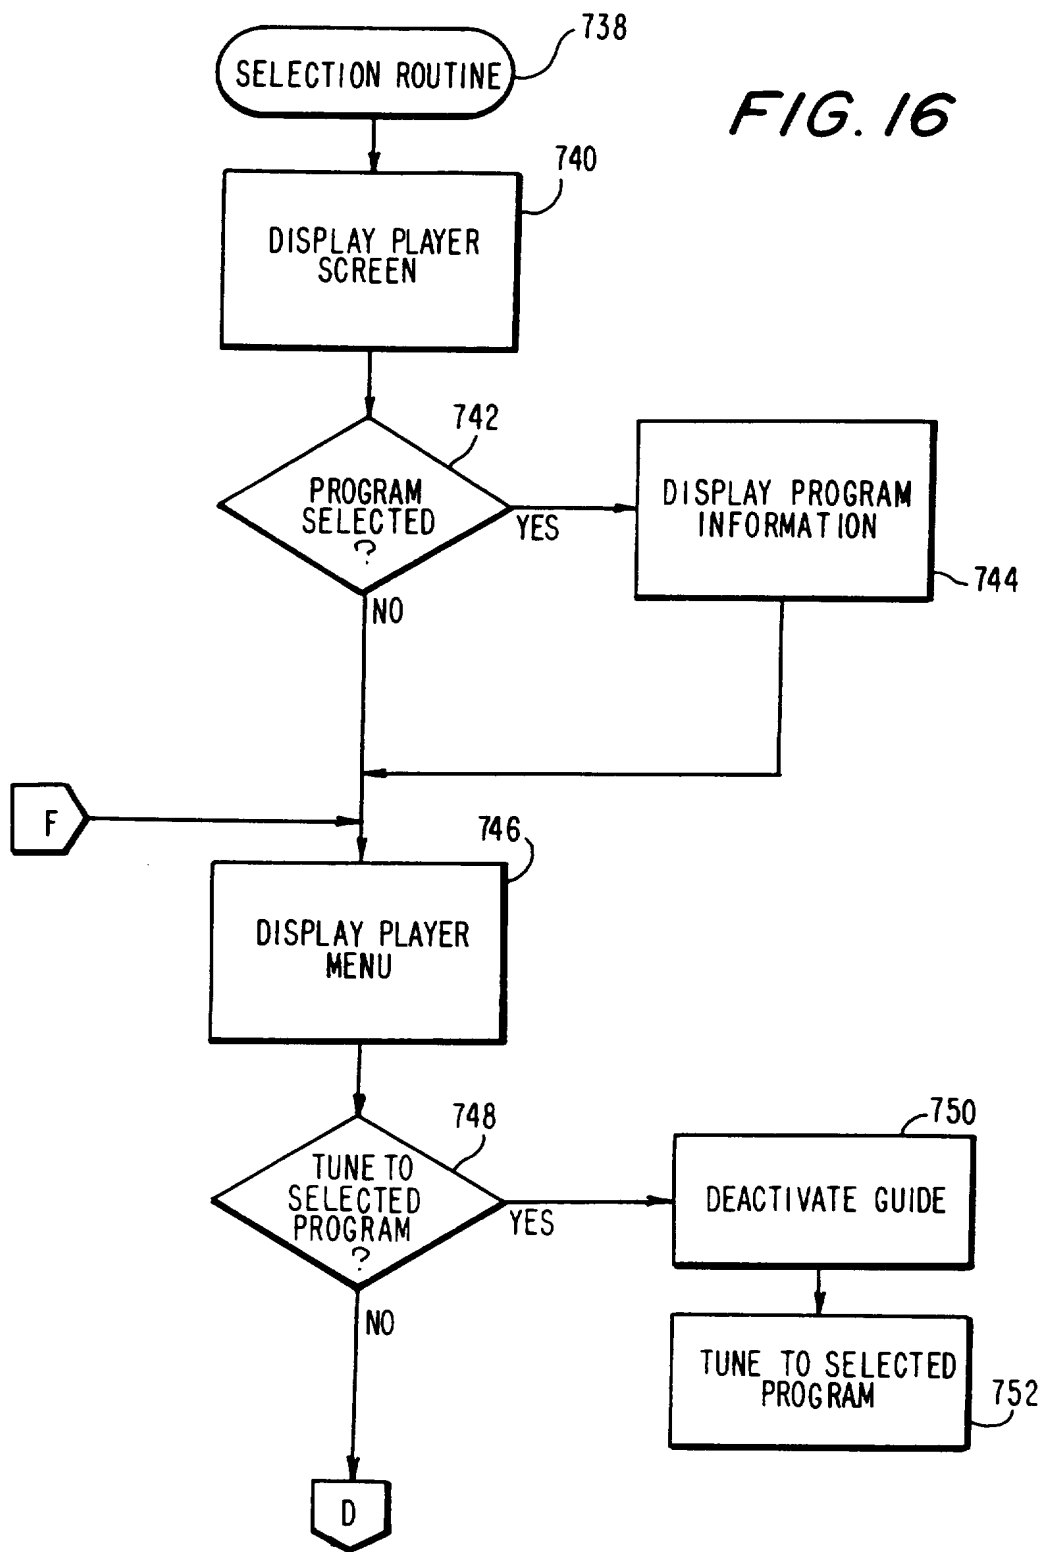 738
SELECTION ROUTINE
FIG. 16
740
DISPLAY PLAYER
SCREEN
742
PROGRAM
SELECTED
?
YES
NO
DISPLAY PROGRAM
INFORMATION
744
F
746
DISPLAY PLAYER
MENU
748
TUNE TO
SELECTED
PROGRAM
?
YES
NO
750
DEACTIVATE GUIDE
TUNE TO SELECTED
PROGRAM
752
D